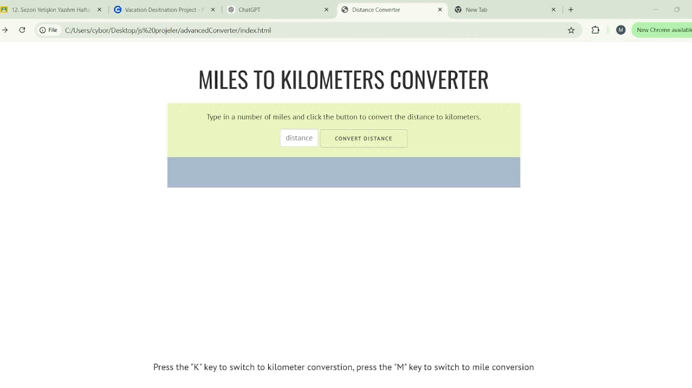 12. Sezon Yetişkin Yazılım Haftı
Vacation Destination Project -
ChatGPT
Distance Converter
New Tab
File
C:/Users/cybor/Desktop/js%20projeler/advancedConverter/index.html
M
New Chrome available
MILES TO KILOMETERS CONVERTER
Type in a number of miles and click the button to convert the distance to kilometers.
distance
CONVERT DISTANCE
Press the "K" key to switch to kilometer converstion, press the "M" key to switch to mile conversion